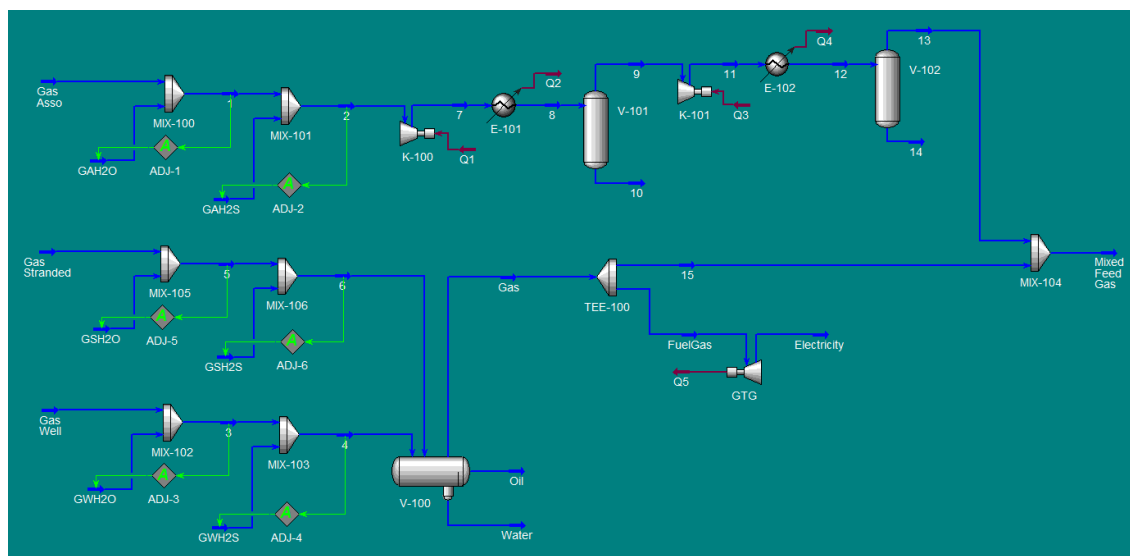 13
Q4
Q2
9
11
12
V-102
Gas
Asso
1
MIX-100
2
7
8
V-101
E-102
K-101
Q3
E-101
MIX-101
K-100
Q1
14
A
GAH2O
ADJ-1
10
A
GAH2S
ADJ-2
Gas
Stranded
5
MIX-105
6
Gas
15
Mixed
Feed
Gas
MIX-104
MIX-106
TEE-100
A
GSH2O
ADJ-5
FuelGas
Electricity
A
GSH2S
ADJ-6
Q5
GTG
Gas
Well
3
MIX-102
4
MIX-103
A
GWH2O
ADJ-3
Oil
V-100
A
GWH2S
ADJ-4
Water